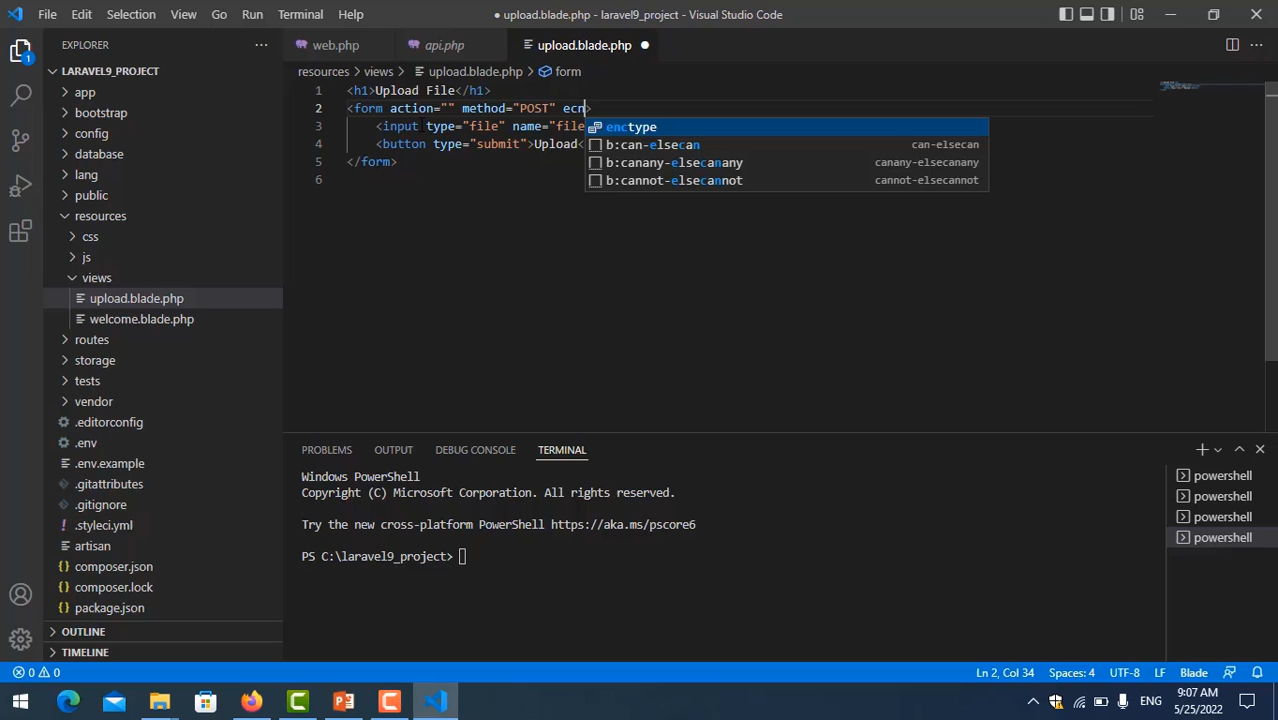 File Edit Selection View Go Run Terminal Help
● upload.blade.php - laravel9_project - Visual Studio Code
EXPLORER
web.php
api.php
upload.blade.php ●
LARAVEL9_PROJECT
resources > views > upload.blade.php > form
app
bootstrap
config
database
lang
public
resources
css
js
views
upload.blade.php
welcome.blade.php
routes
storage
tests
vendor
.editorconfig
.env
.env.example
.gitattributes
.gitignore
.styleci.yml
artisan
composer.json
composer.lock
package.json
OUTLINE
TIMELINE
1 <h1>Upload File</h1>
2 <form action="" method="POST" ecn>
3 <input type="file" name="file
4 <button type="submit">Upload<
5 </form>
6
enctype
b:can-elsecan can-elsecan
b:canany-elsecanany canany-elsecanany
b:cannot-elsecannot cannot-elsecannot
PROBLEMS OUTPUT DEBUG CONSOLE TERMINAL
Windows PowerShell
Copyright (C) Microsoft Corporation. All rights reserved.
Try the new cross-platform PowerShell https://aka.ms/pscore6
PS C:\laravel9_project>
powershell
powershell
powershell
powershell
0 0
Ln 2, Col 34 Spaces: 4 UTF-8 LF Blade
ENG
9:07 AM
5/25/2022